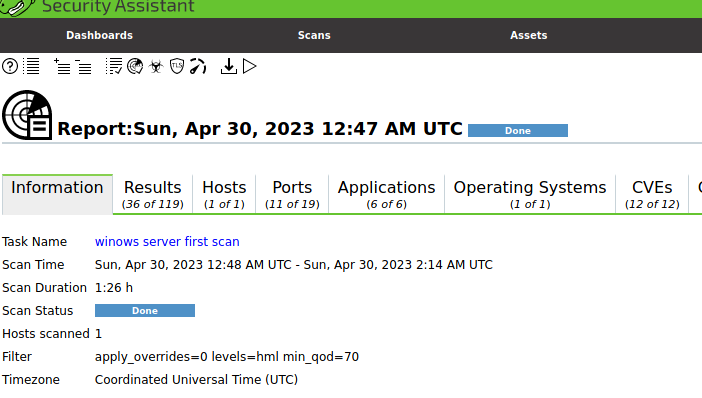 Security Assistant
Dashboards Scans Assets
TLS
Report:Sun, Apr 30, 2023 12:47 AM UTC Done
Information Results Hosts Ports Applications Operating Systems CVEs
(36 of 119) (1 of 1) (11 of 19) (6 of 6) (1 of 1) (12 of 12)
Task Name winows server first scan
Scan Time Sun, Apr 30, 2023 12:48 AM UTC - Sun, Apr 30, 2023 2:14 AM UTC
Scan Duration 1:26 h
Scan Status Done
Hosts scanned 1
Filter apply_overrides=0 levels=hml min_qod=70
Timezone Coordinated Universal Time (UTC)